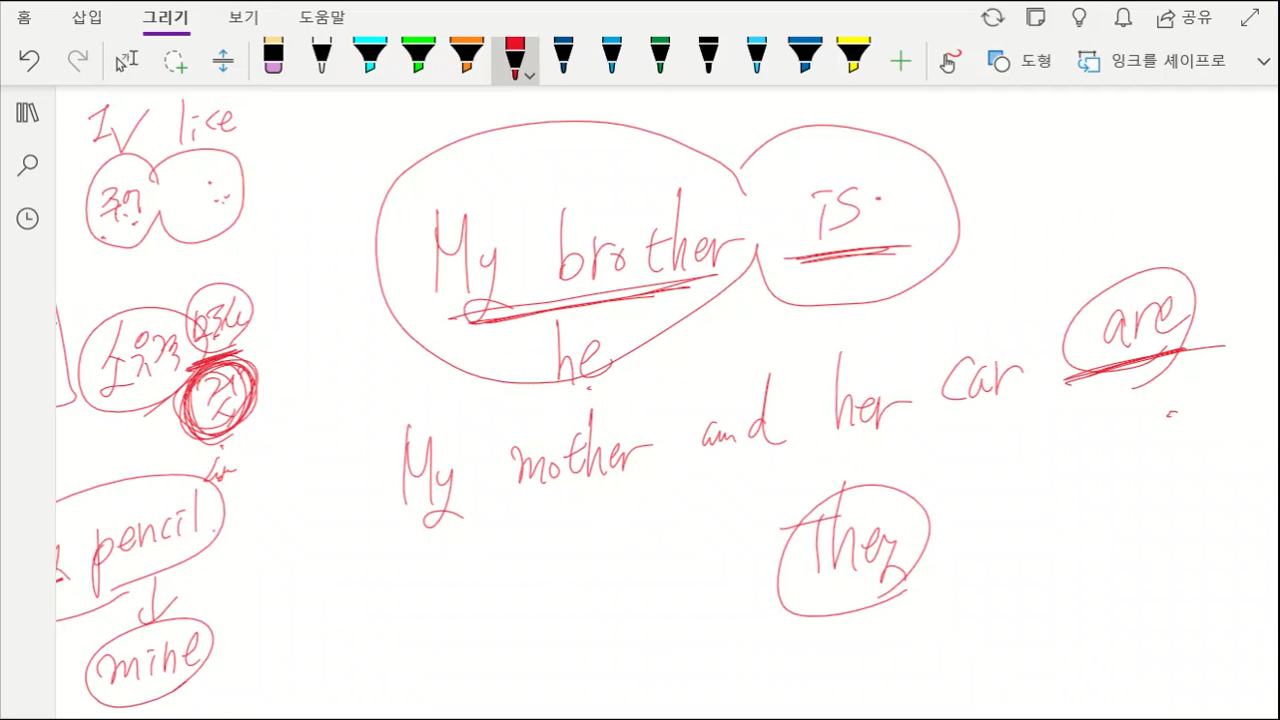 홈 삽입 그리기 보기 도움말 공유
도형 잉크를 셰이프로
I like
주어
My brother is
소유격
것
he
My mother and her car are
they
pencil
mine